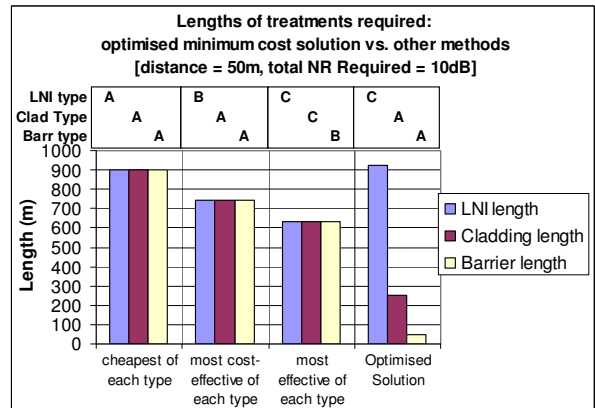 Lengths of treatments required:
optimised minimum cost solution vs. other methods
[distance = 50m, total NR Required = 10dB]
LNI type A B C C
Clad Type A A C A
Barr type A A B A
1000
900
800
700
600
500
400
300
200
100
0
Length (m)
LNI length
Cladding length
Barrier length
cheapest of
each type
most cost-
effective of
each type
most
effective of
each type
Optimised
Solution